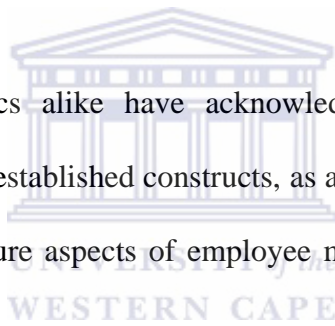 cs alike have acknowled
established constructs, as a
ure aspects of employee m
UNIVERSITY of the
WESTERN CAPE